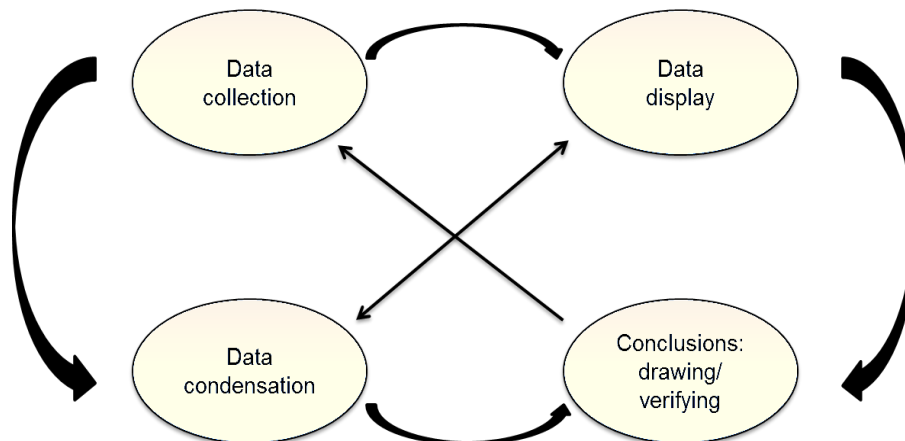 Data
collection
Data
display
Data
condensation
Conclusions:
drawing/
verifying